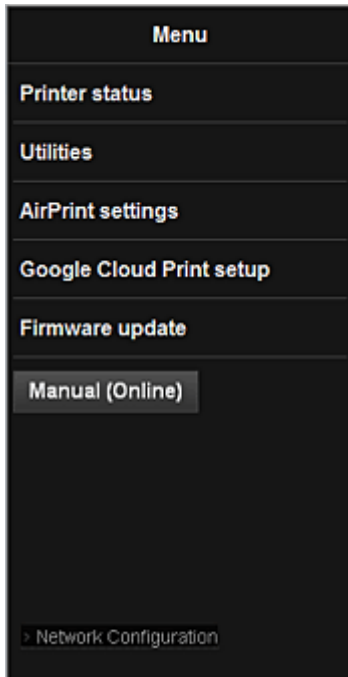 Menu
Printer status
Utilities
AirPrint settings
Google Cloud Print setup
Firmware update
Manual (Online)
› Network Configuration